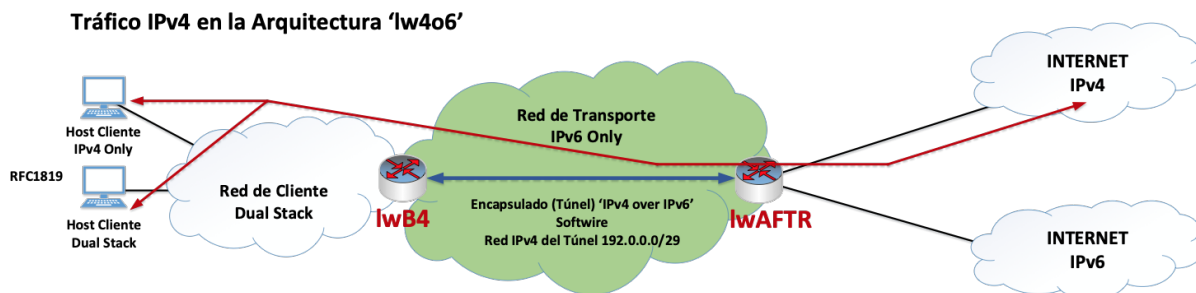 Tráfico IPv4 en la Arquitectura ‘lw4o6’
Host Cliente
IPv4 Only
RFC1819
Host Cliente
Dual Stack
Red de Cliente
Dual Stack
lwB4
Red de Transporte
IPv6 Only
Encapsulado (Túnel) ‘IPv4 over IPv6’
Softwire
Red IPv4 del Túnel 192.0.0.0/29
lwAFTR
INTERNET
IPv4
INTERNET
IPv6